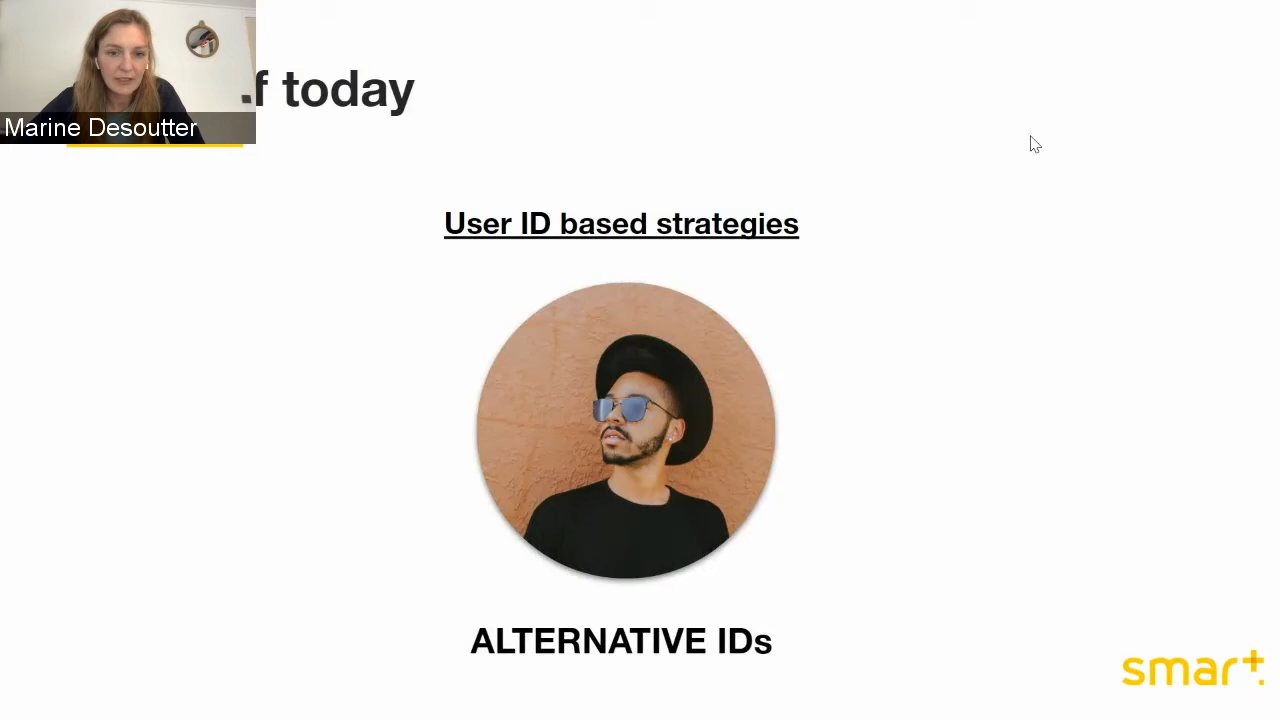 f today
Marine Desoutter
User ID based strategies
ALTERNATIVE IDs
smart.